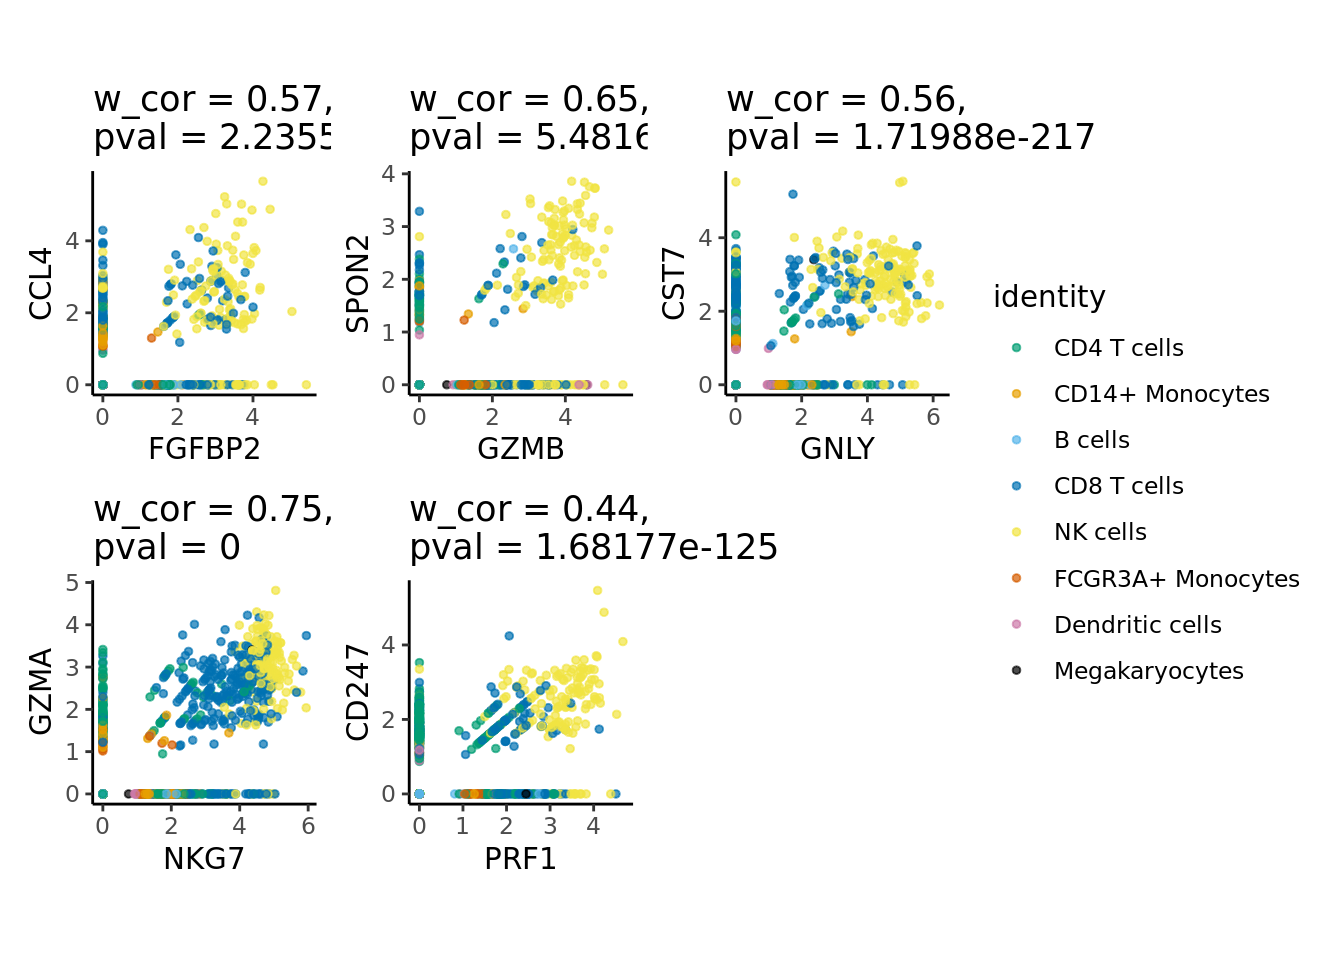 w_cor = 0.57,
pval = 2.2355
CCL4
4
2
0
0 2 4
FGFBP2
w_cor = 0.65,
pval = 5.4816
SPON2
4
3
2
1
0
0 2 4
GZMB
w_cor = 0.56,
pval = 1.71988e-217
CST7
4
2
0
0 2 4 6
GNLY
w_cor = 0.75,
pval = 0
GZMA
5
4
3
2
1
0
0 2 4 6
NKG7
w_cor = 0.44,
pval = 1.68177e-125
CD247
4
2
0
0 1 2 3 4
PRF1
identity
CD4 T cells
CD14+ Monocytes
B cells
CD8 T cells
NK cells
FCGR3A+ Monocytes
Dendritic cells
Megakaryocytes